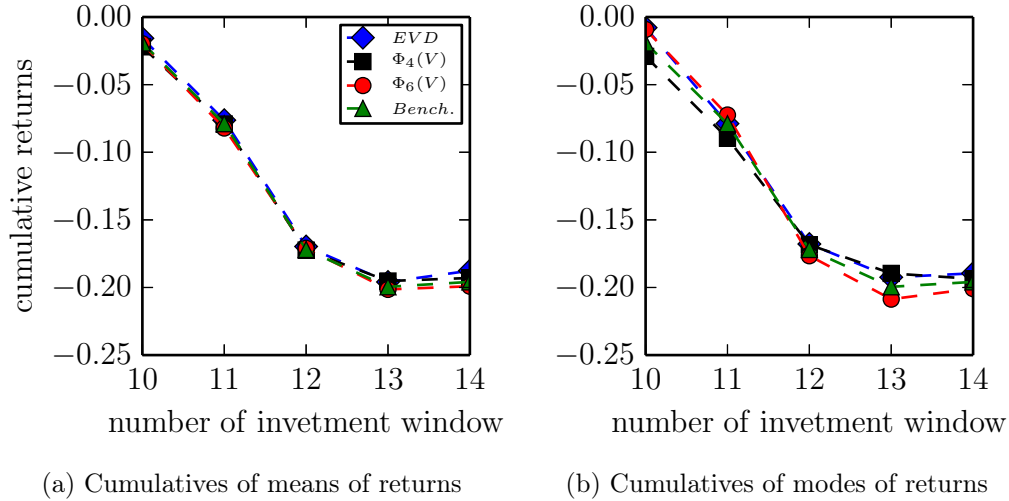 0.00
−0.05
−0.10
−0.15
−0.20
−0.25
cumulative returns
10 11 12 13 14
number of invetment window
EVD
Φ₄(V)
Φ₆(V)
Bench.
(a) Cumulatives of means of returns
0.00
−0.05
−0.10
−0.15
−0.20
−0.25
10 11 12 13 14
number of invetment window
(b) Cumulatives of modes of returns